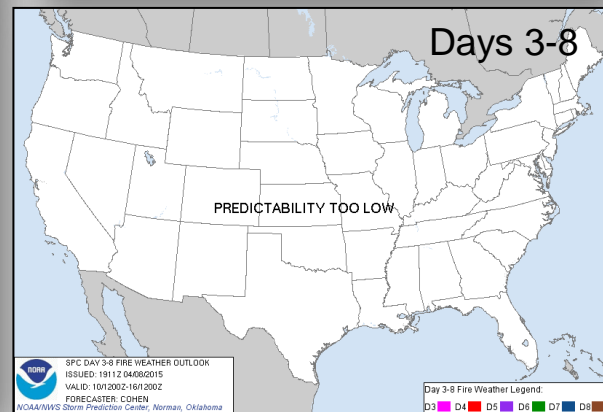 Days 3-8
PREDICTABILITY TOO LOW
NOAA
SPC DAY 3-8 FIRE WEATHER OUTLOOK
ISSUED: 1911Z 04/08/2015
VALID: 10/1200Z-16/1200Z
FORECASTER: COHEN
NOAA/NWS Storm Prediction Center, Norman, Oklahoma
Day 3-8 Fire Weather Legend:
D3 D4 D5 D6 D7 D8